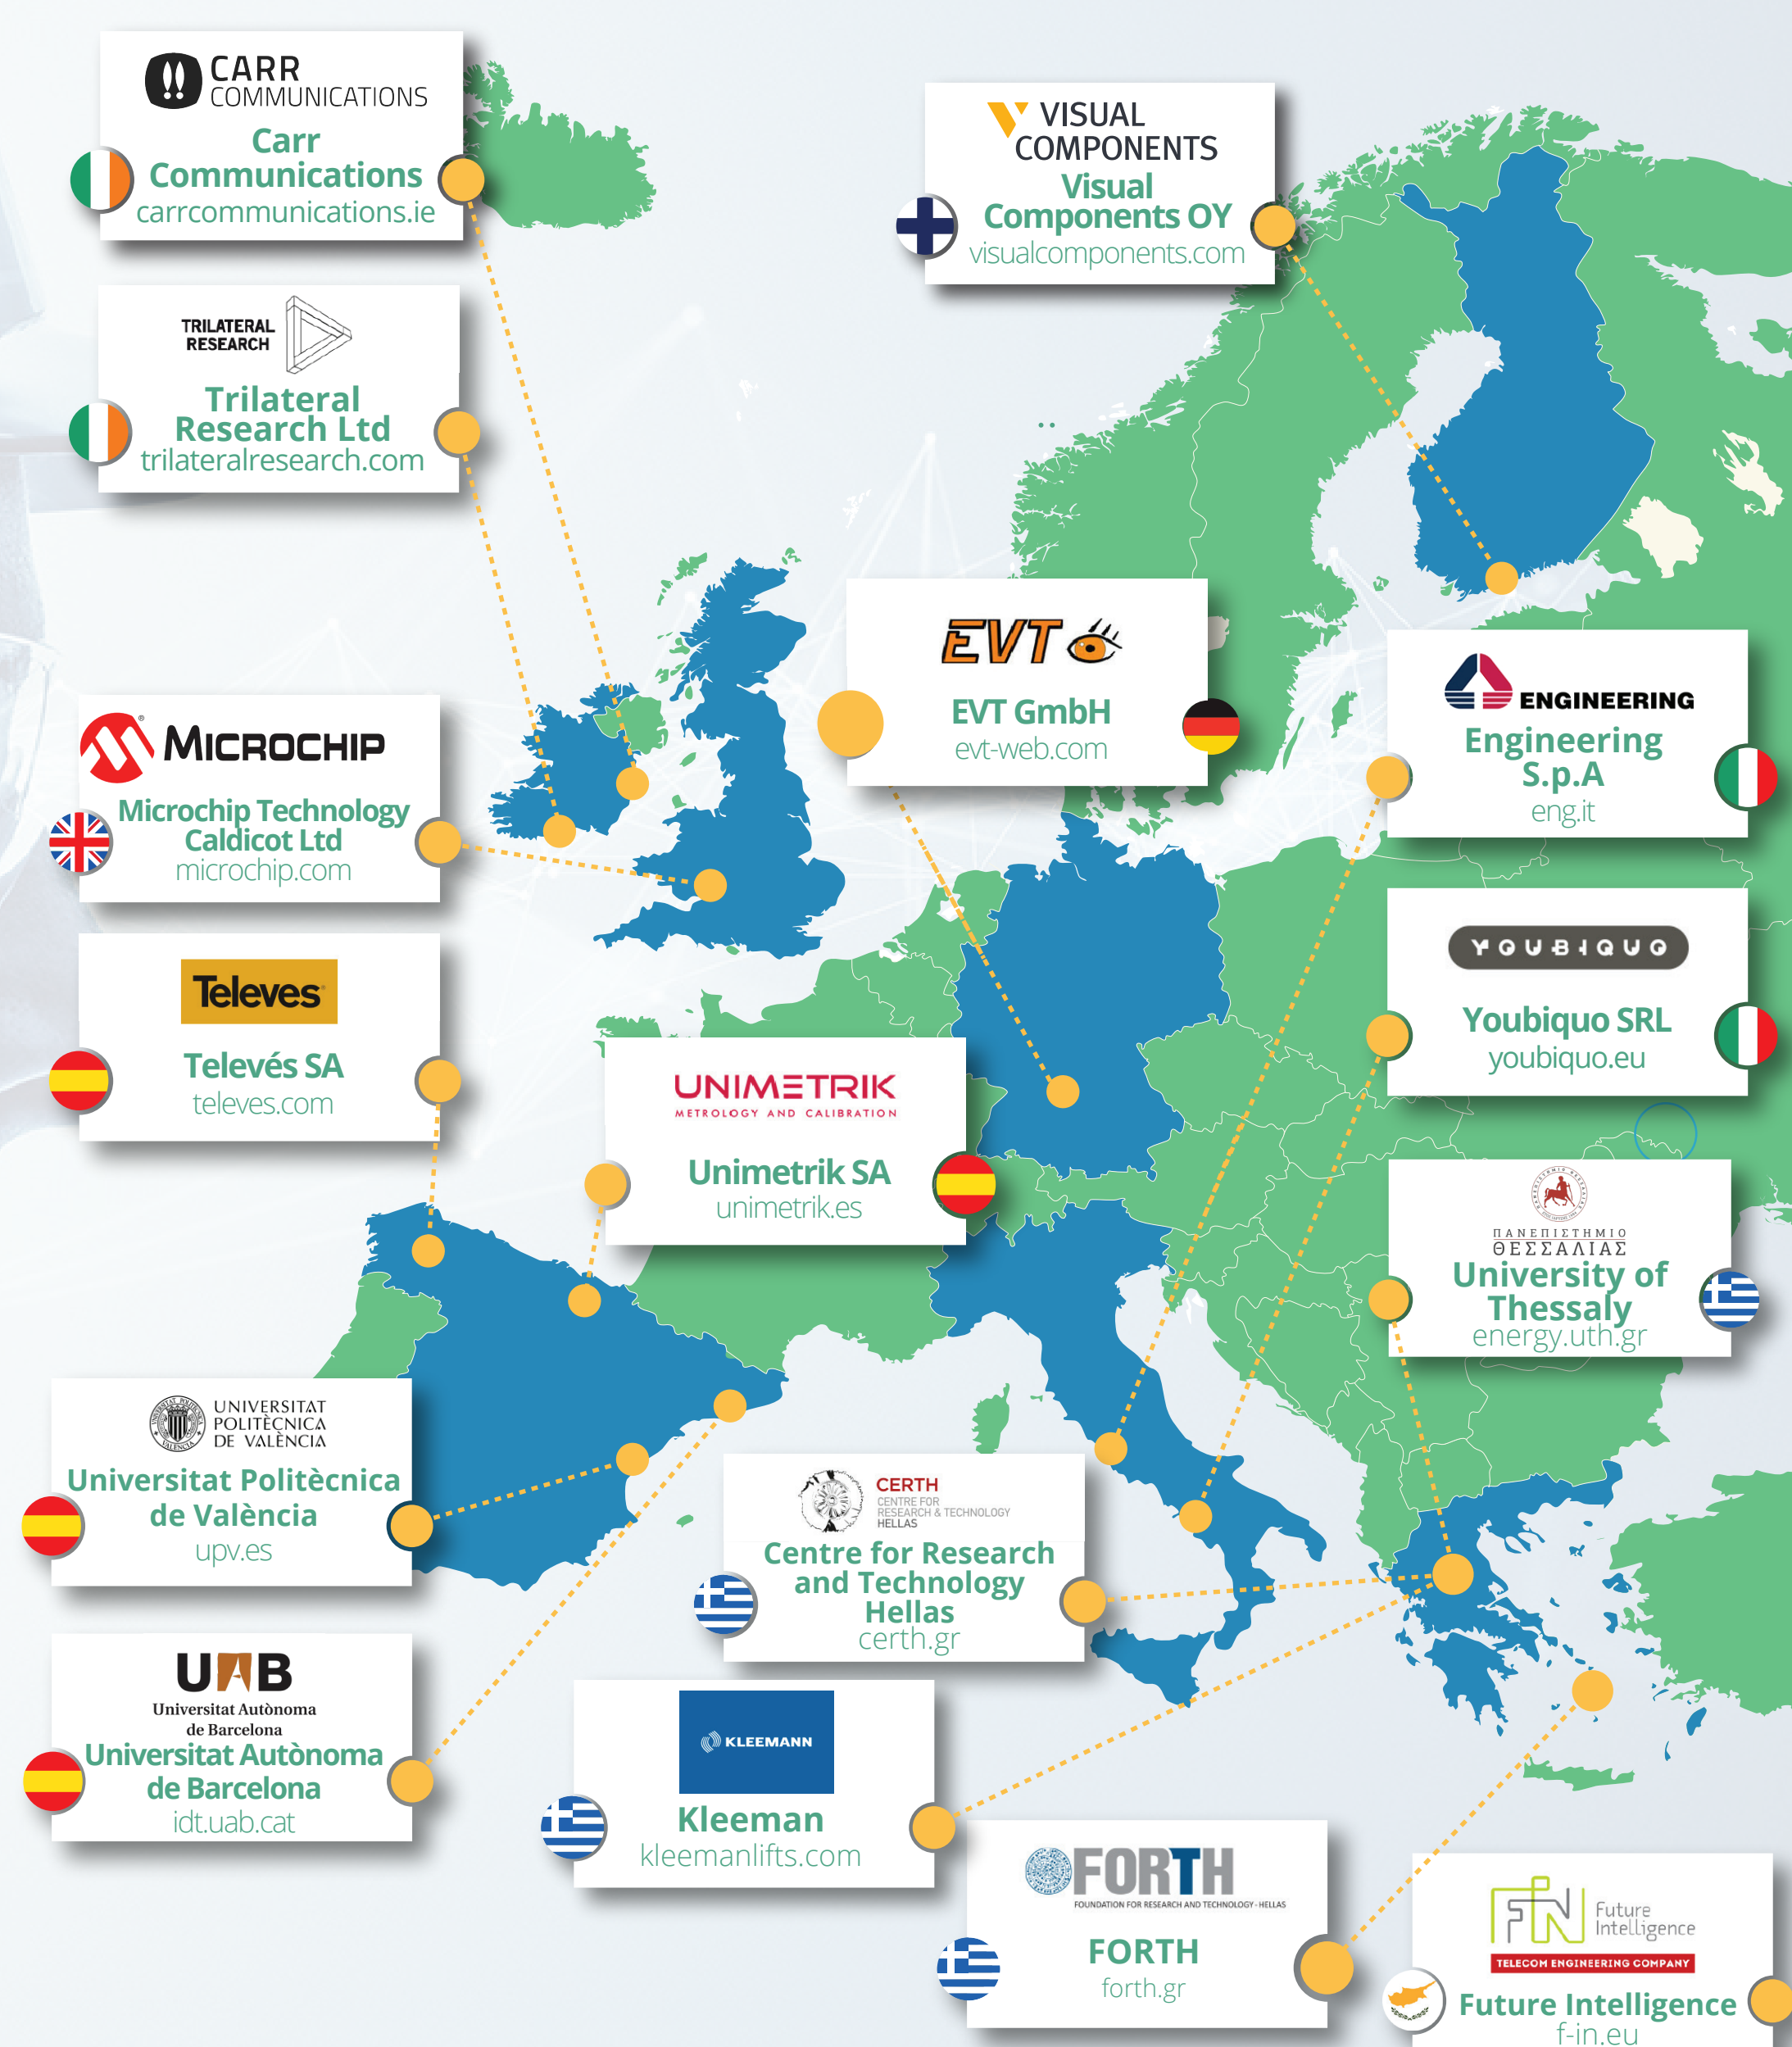 CARR
COMMUNICATIONS
Carr
Communications
carrcommunications.ie
VISUAL
COMPONENTS
Visual
Components OY
visualcomponents.com
TRILATERAL
RESEARCH
Trilateral
Research Ltd
trilateralresearch.com
EVT
EVT GmbH
evt-web.com
ENGINEERING
Engineering
S.p.A
eng.it
MICROCHIP
Microchip Technology
Caldicot Ltd
microchip.com
YOUBIQUO
Youbiquo SRL
youbiquo.eu
Televes
Televés SA
televes.com
UNIMETRIK
METROLOGY AND CALIBRATION
Unimetrik SA
unimetrik.es
ΠΑΝΕΠΙΣΤΗΜΙΟ
ΘΕΣΣΑΛΙΑΣ
University of
Thessaly
energy.uth.gr
UNIVERSITAT
POLITÈCNICA
DE VALÈNCIA
Universitat Politècnica
de València
upv.es
CERTH
CENTRE FOR
RESEARCH & TECHNOLOGY
HELLAS
Centre for Research
and Technology
Hellas
certh.gr
UAB
Universitat Autònoma
de Barcelona
Universitat Autònoma
de Barcelona
idt.uab.cat
KLEEMANN
Kleeman
kleemanlifts.com
FORTH
FOUNDATION FOR RESEARCH AND TECHNOLOGY - HELLAS
FORTH
forth.gr
FIN
Future
Intelligence
TELECOM ENGINEERING COMPANY
Future Intelligence
f-in.eu